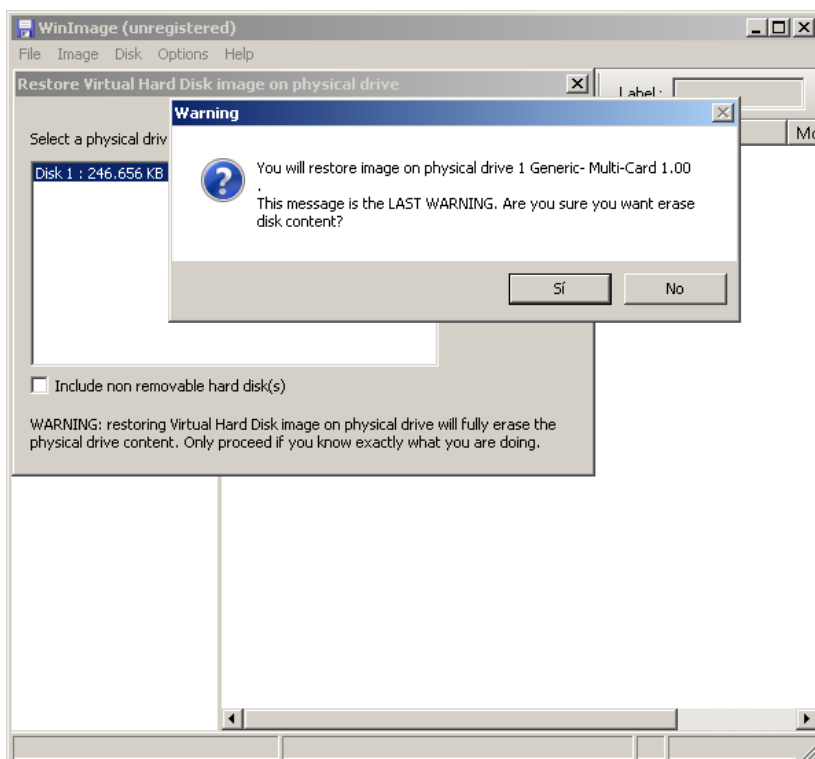 WinImage (unregistered)
File Image Disk Options Help
Restore Virtual Hard Disk image on physical drive
Label:
Warning
Select a physical driv
Disk 1 : 246.656 KB
You will restore image on physical drive 1 Generic- Multi-Card 1.00
.
This message is the LAST WARNING. Are you sure you want erase
disk content?
Sí No
Include non removable hard disk(s)
WARNING: restoring Virtual Hard Disk image on physical drive will fully erase the
physical drive content. Only proceed if you know exactly what you are doing.